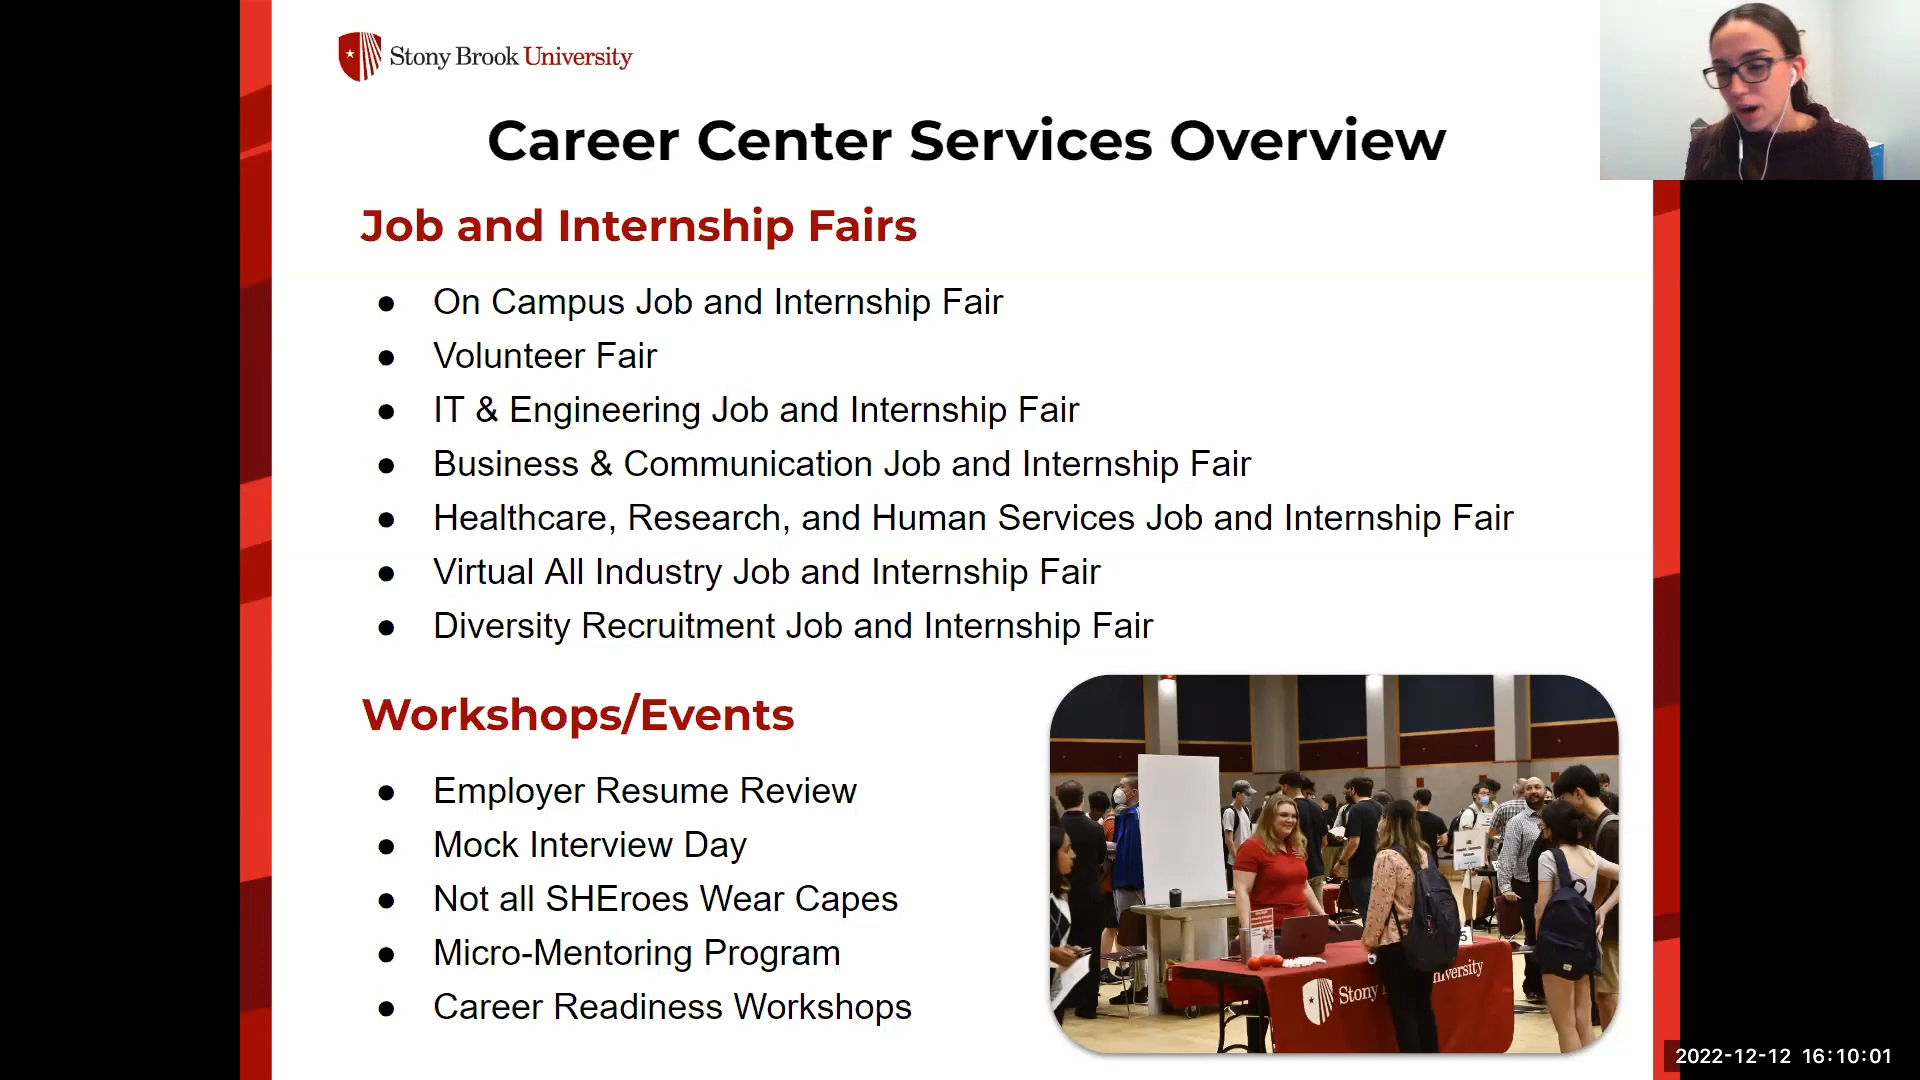 Stony Brook University
Career Center Services Overview
Job and Internship Fairs
● On Campus Job and Internship Fair
● Volunteer Fair
● IT & Engineering Job and Internship Fair
● Business & Communication Job and Internship Fair
● Healthcare, Research, and Human Services Job and Internship Fair
● Virtual All Industry Job and Internship Fair
● Diversity Recruitment Job and Internship Fair
Workshops/Events
● Employer Resume Review
● Mock Interview Day
● Not all SHEroes Wear Capes
● Micro-Mentoring Program
● Career Readiness Workshops
5
Stony
2022-12-12 16:10:01